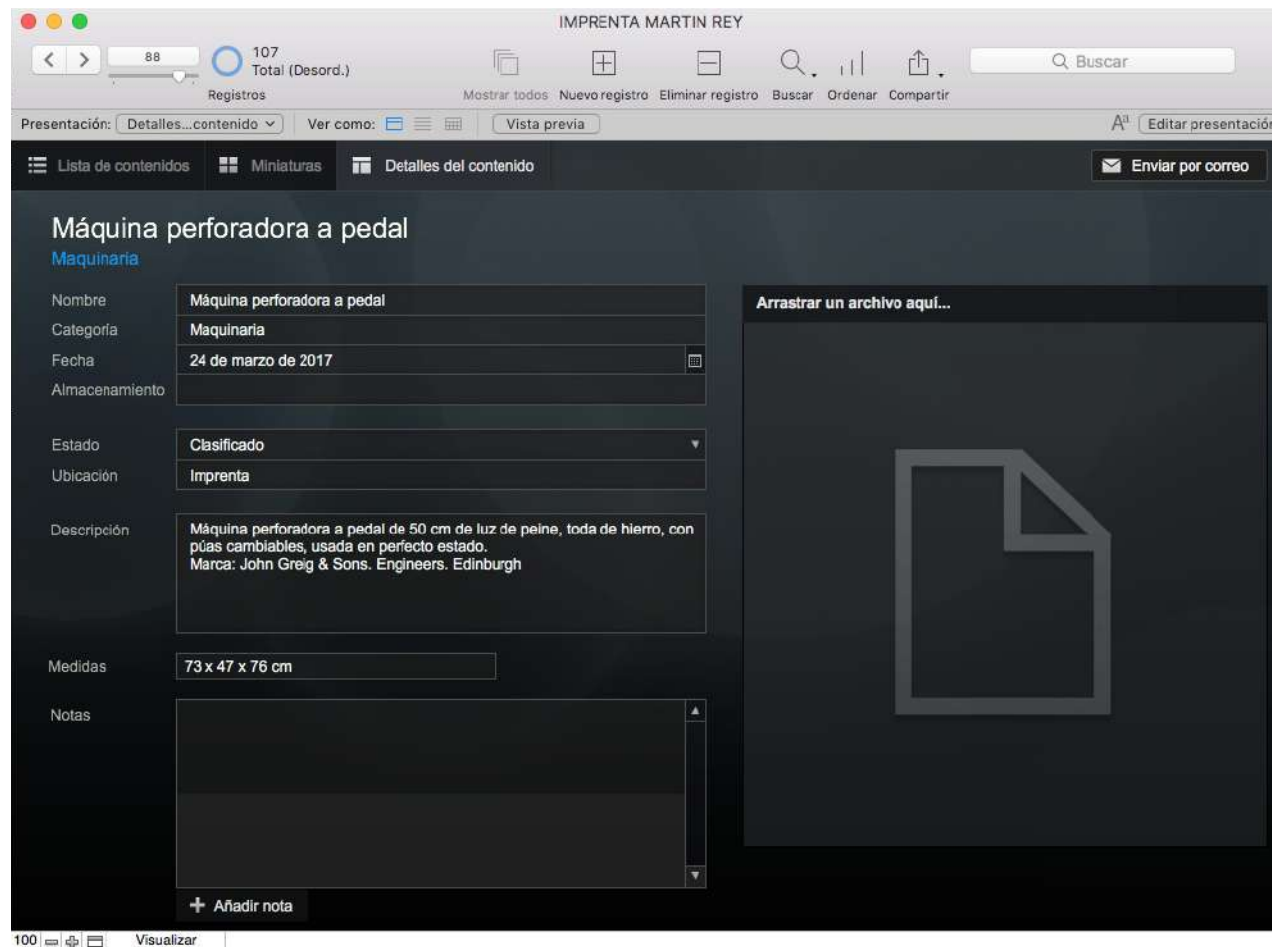 IMPRENTA MARTIN REY
88
107
Total (Desord.)
Registros
Mostrar todos Nuevo registro Eliminar registro Buscar Ordenar Compartir
Buscar
Presentación: Detalles...contenido Ver como: Vista previa Aa Editar presentación
Lista de contenidos Miniaturas Detalles del contenido Enviar por correo
Máquina perforadora a pedal
Maquinaria
Nombre Máquina perforadora a pedal
Arrastrar un archivo aquí...
Categoría Maquinaria
Fecha 24 de marzo de 2017
Almacenamiento
Estado Clasificado
Ubicación Imprenta
Descripción Máquina perforadora a pedal de 50 cm de luz de peine, toda de hierro, con
púas cambiables, usada en perfecto estado.
Marca: John Greig & Sons. Engineers. Edinburgh
Medidas 73 x 47 x 76 cm
Notas
Añadir nota
100 Visualizar